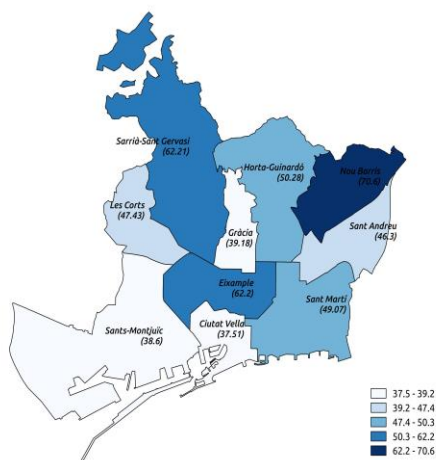 Sarrià-Sant Gervasi
(62.21)
Horta-Guinardó
(50.28)
Nou Barris
(70.6)
Les Corts
(47.43)
Gràcia
(39.18)
Sant Andreu
(46.3)
Eixample
(62.2)
Sant Martí
(49.07)
Sants-Montjuïc
(38.6)
Ciutat Vella
(37.51)
37.5 - 39.2
39.2 - 47.4
47.4 - 50.3
50.3 - 62.2
62.2 - 70.6